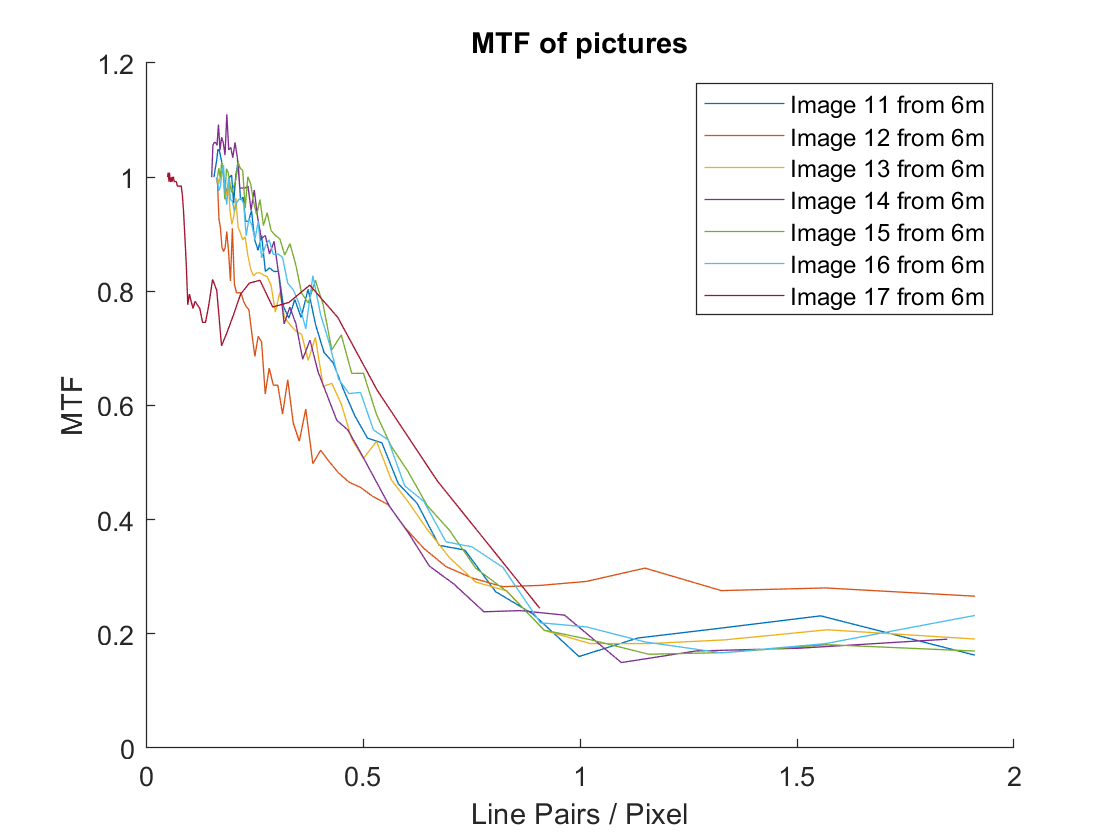 MTF of pictures
1.2
1
0.8
0.6
0.4
0.2
0
MTF
Image 11 from 6m
Image 12 from 6m
Image 13 from 6m
Image 14 from 6m
Image 15 from 6m
Image 16 from 6m
Image 17 from 6m
0 0.5 1 1.5 2
Line Pairs / Pixel